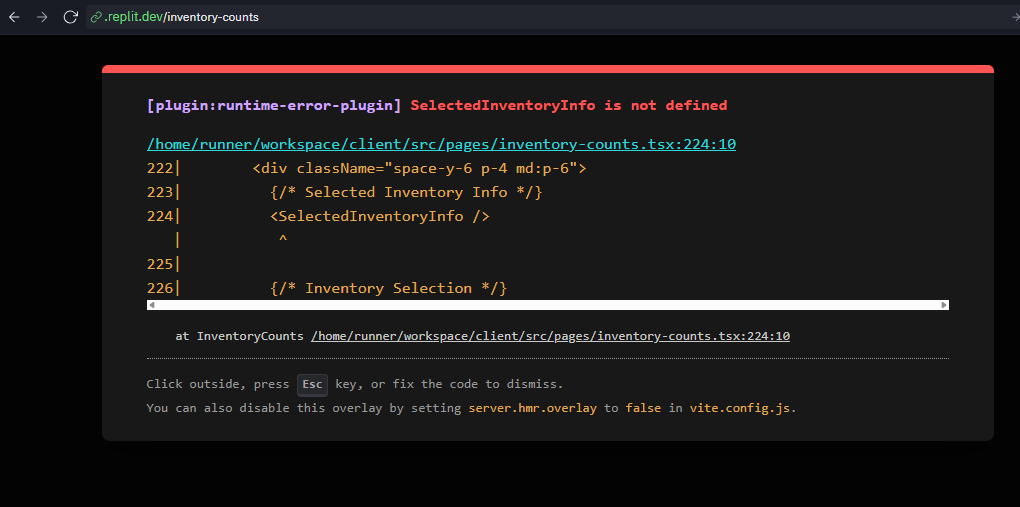 .replit.dev/inventory-counts
[plugin:runtime-error-plugin] SelectedInventoryInfo is not defined
/home/runner/workspace/client/src/pages/inventory-counts.tsx:224:10
222|        <div className="space-y-6 p-4 md:p-6">
223|          {/* Selected Inventory Info */}
224|          <SelectedInventoryInfo />
   |           ^
225|
226|          {/* Inventory Selection */}
at InventoryCounts /home/runner/workspace/client/src/pages/inventory-counts.tsx:224:10
Click outside, press Esc key, or fix the code to dismiss.
You can also disable this overlay by setting server.hmr.overlay to false in vite.config.js.